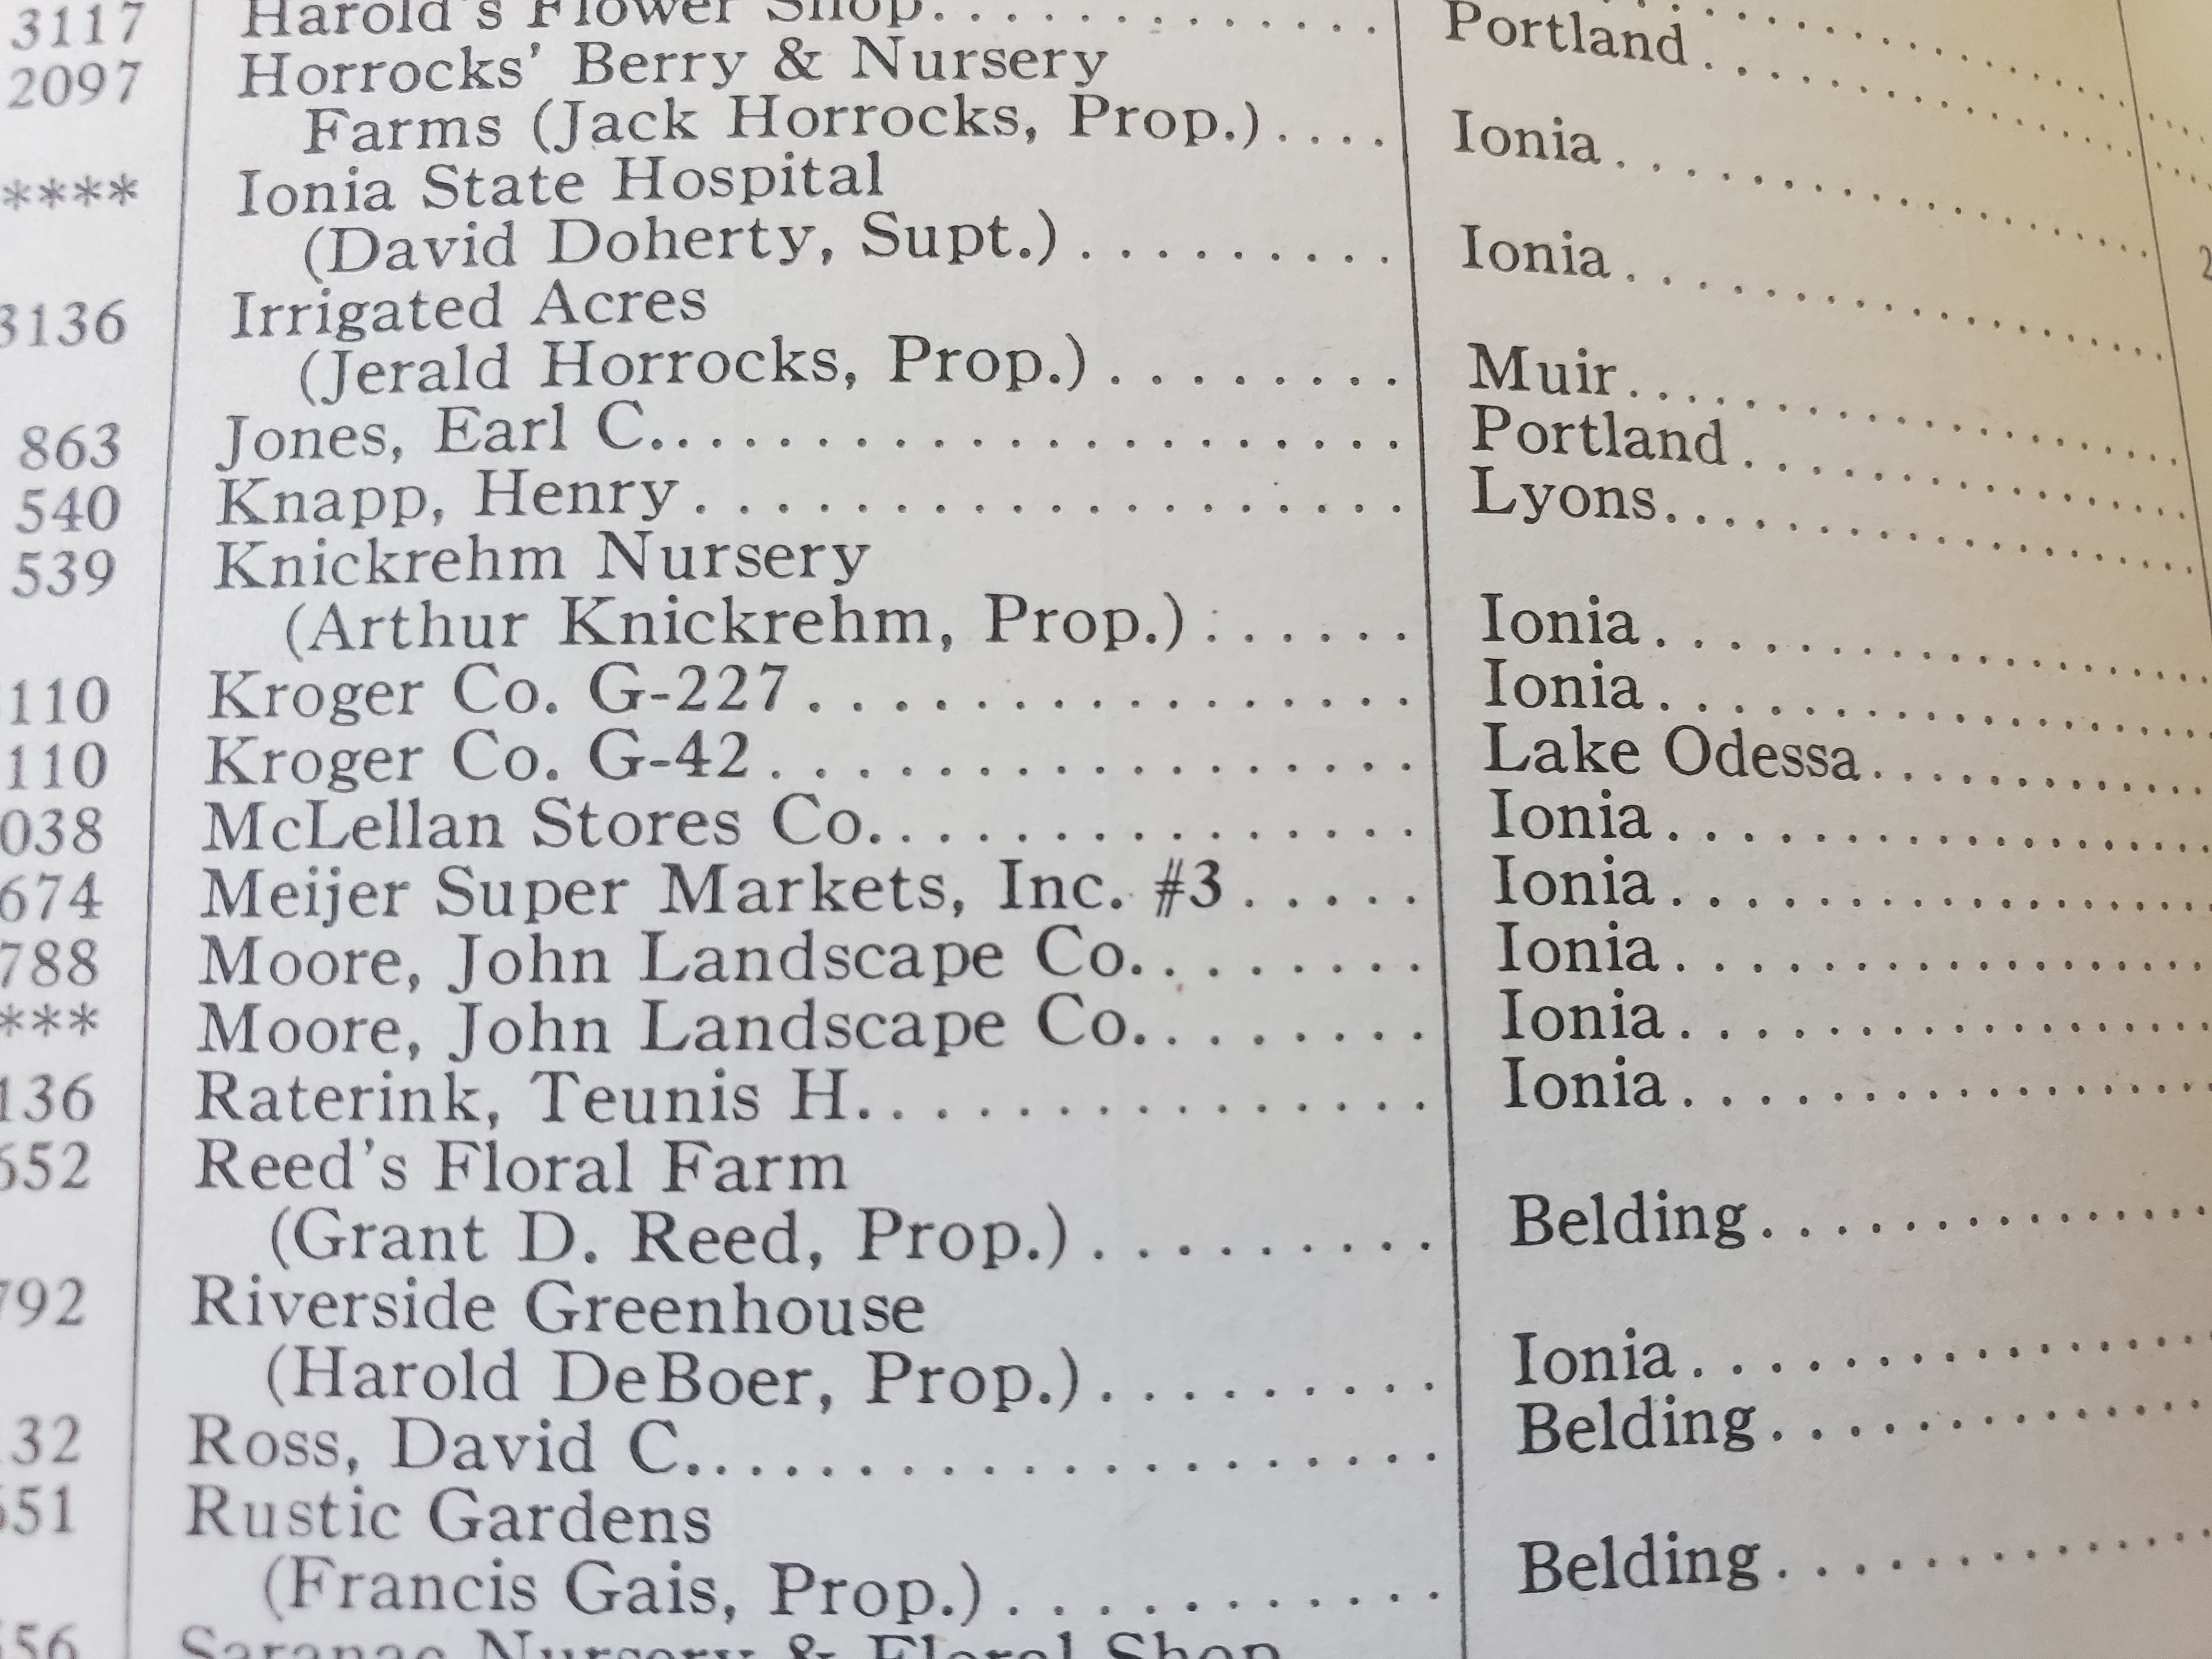 3117 Harold's Flower Shop............. Portland.............
2097 Horrocks' Berry & Nursery
Farms (Jack Horrocks, Prop.).... Ionia.............
**** Ionia State Hospital
(David Doherty, Supt.)......... Ionia.............
3136 Irrigated Acres
(Jerald Horrocks, Prop.)........ Muir.............
863 Jones, Earl C...................... Portland.............
540 Knapp, Henry................... Lyons.............
539 Knickrehm Nursery
(Arthur Knickrehm, Prop.)...... Ionia.............
110 Kroger Co. G-227................ Ionia.............
110 Kroger Co. G-42................. Lake Odessa.............
038 McLellan Stores Co................ Ionia.............
674 Meijer Super Markets, Inc. #3..... Ionia.............
788 Moore, John Landscape Co......... Ionia.............
*** Moore, John Landscape Co......... Ionia.............
136 Raterink, Teunis H................ Ionia.............
652 Reed's Floral Farm
(Grant D. Reed, Prop.)......... Belding.............
792 Riverside Greenhouse
(Harold DeBoer, Prop.)......... Ionia.............
32 Ross, David C..................... Belding.............
651 Rustic Gardens
(Francis Gais, Prop.)........... Belding.............
56 Saranac Nursery & Floral Shop